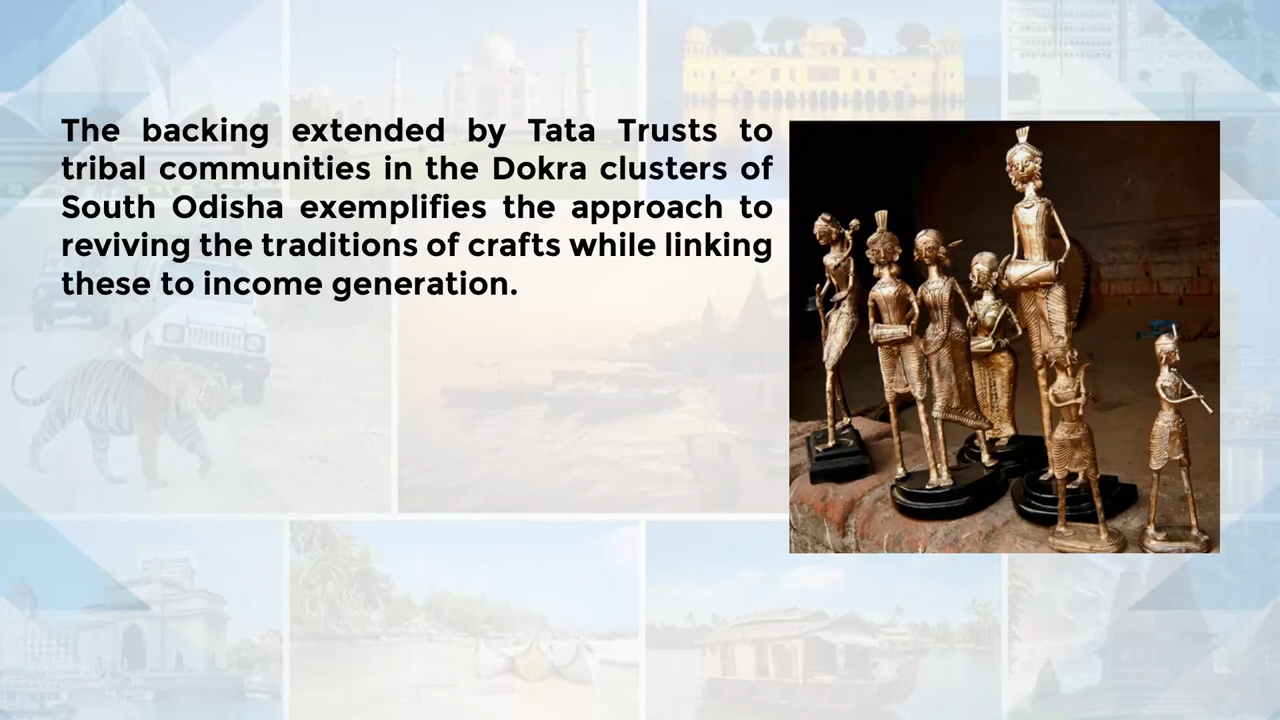 The backing extended by Tata Trusts to
tribal communities in the Dokra clusters of
South Odisha exemplifies the approach to
reviving the traditions of crafts while linking
these to income generation.